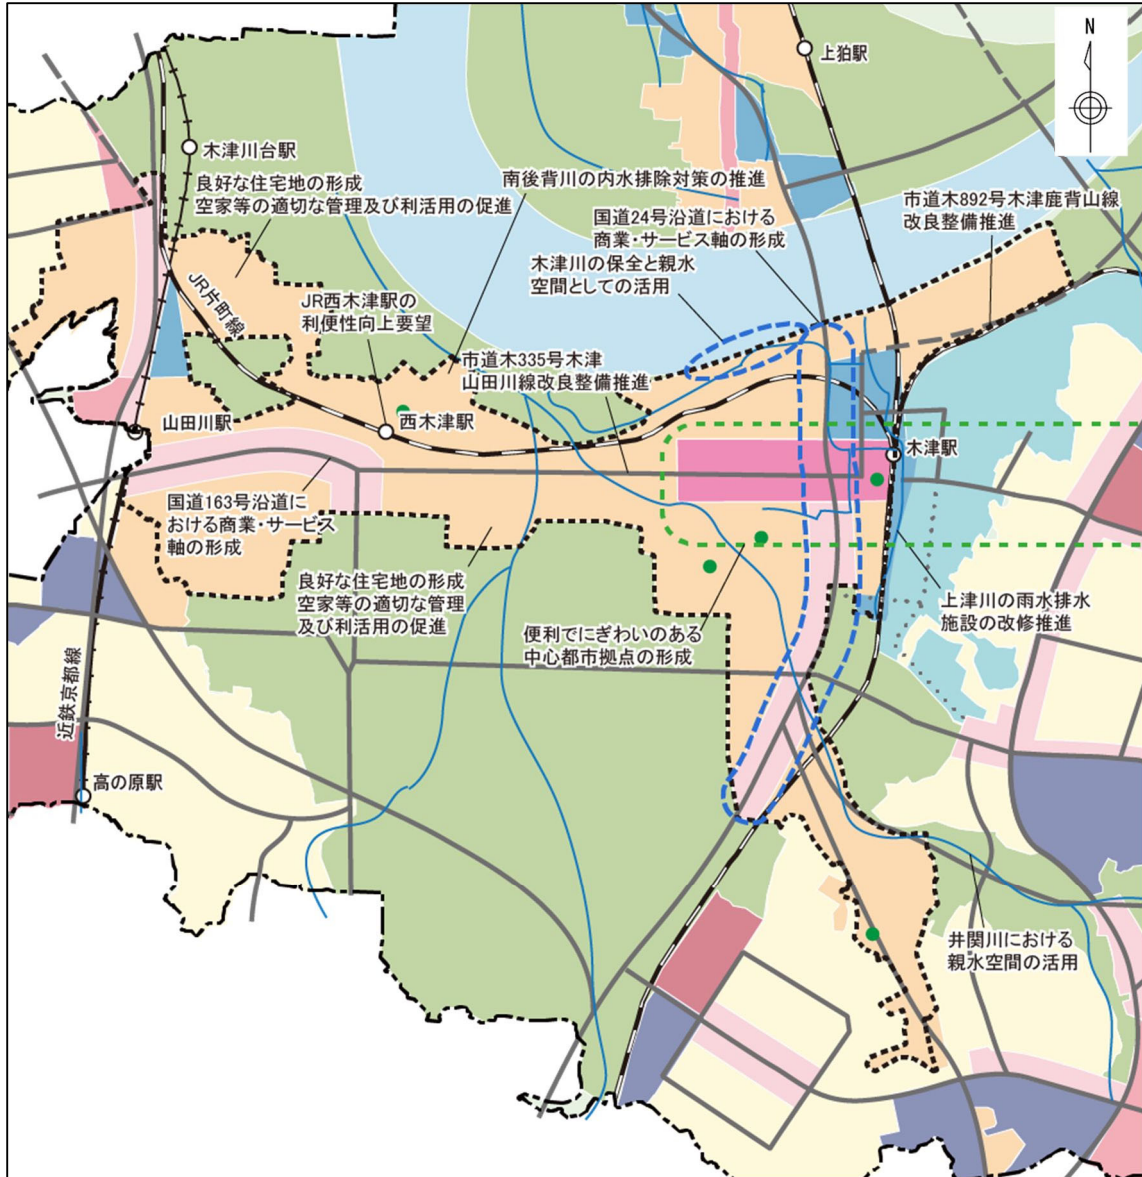 N
上狛駅
木津川台駅
良好な住宅地の形成
空家等の適切な管理及び利活用の促進
南後背川の内水排除対策の推進
国道24号沿道における
商業・サービス軸の形成
木津川の保全と親水
空間としての活用
市道木892号木津鹿背山線
改良整備推進
JR片町線
JR西木津駅の
利便性向上要望
市道木335号木津
山田川線改良整備推進
山田川駅
西木津駅
木津駅
国道163号沿道に
おける商業・サービス
軸の形成
良好な住宅地の形成
空家等の適切な管理
及び利活用の促進
便利でにぎわいのある
中心都市拠点の形成
上津川の雨水排水
施設の改修推進
近鉄京都線
高の原駅
井関川における
親水空間の活用